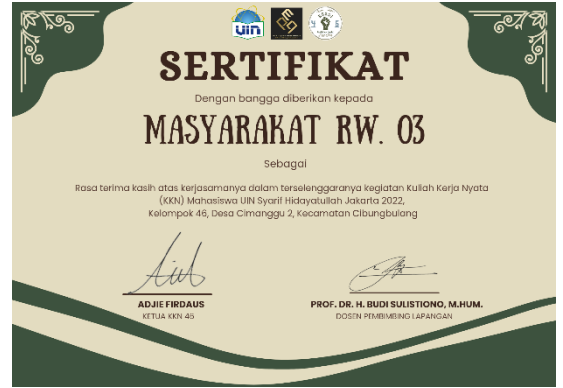 UIN
SERTIFIKAT
Dengan bangga diberikan kepada
MASYARAKAT RW. 03
Sebagai
Rasa terima kasih atas kerjasamanya dalam terselenggaranya kegiatan Kuliah Kerja Nyata
(KKN) Mahasiswa UIN Syarif Hidayatullah Jakarta 2022,
Kelompok 46, Desa Cimanggu 2, Kecamatan Cibungbulang
ADJIE FIRDAUS
KETUA KKN 46
PROF. DR. H. BUDI SULISTIONO, M.HUM.
DOSEN PEMBIMBING LAPANGAN